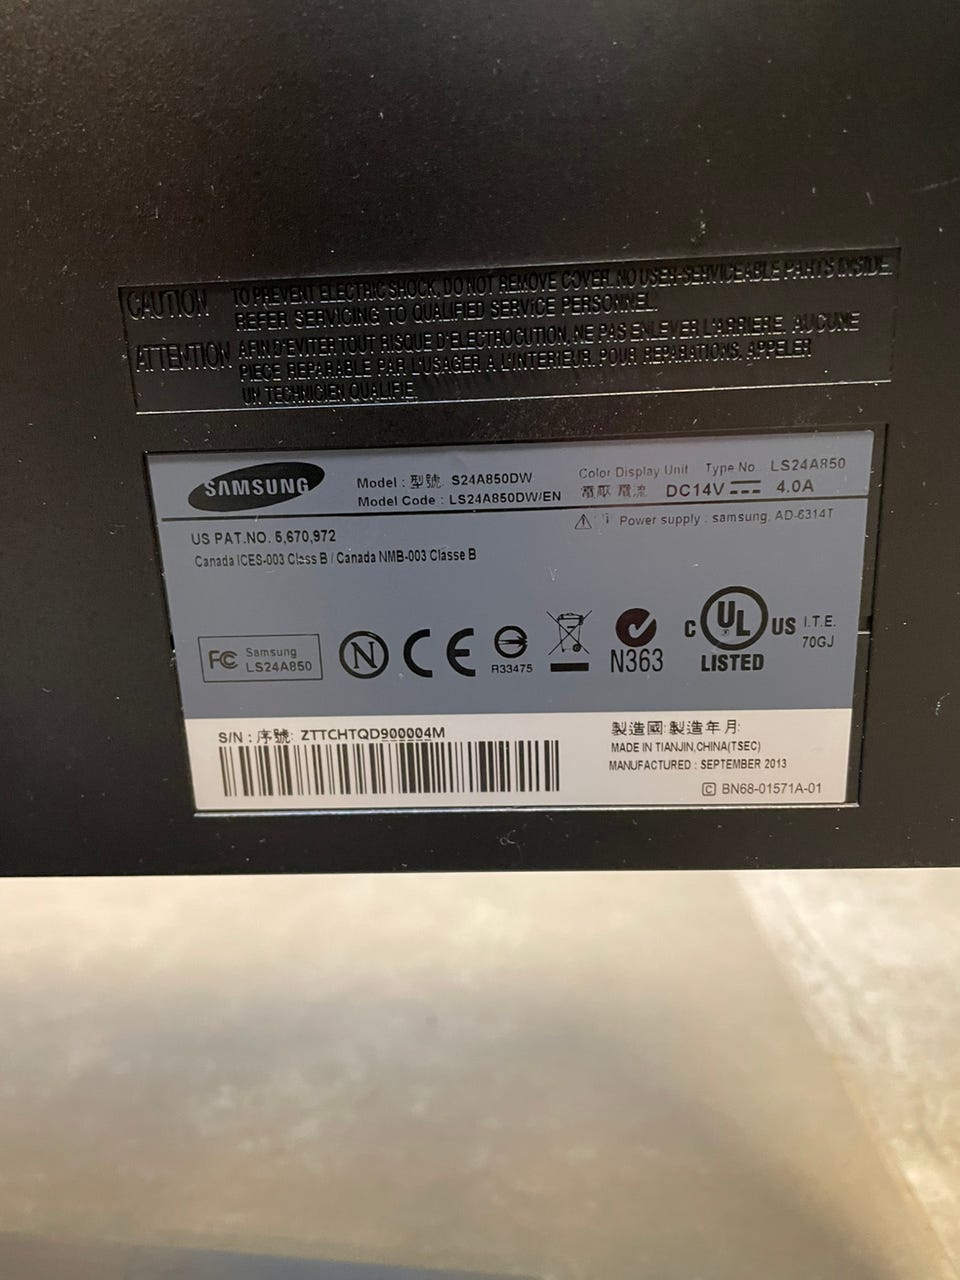 CAUTION TO PREVENT ELECTRIC SHOCK, DO NOT REMOVE COVER. NO USER-SERVICEABLE PARTS INSIDE.
REFER SERVICING TO QUALIFIED SERVICE PERSONNEL.
ATTENTION AFIN D'EVITER TOUT RISQUE D'ELECTROCUTION, NE PAS ENLEVER L'ARRIERE. AUCUNE
PIECE REPARABLE PAR L'USAGER A L'INTERIEUR. POUR REPARATIONS, APPELER
UN TECHNICIEN QUALIFIE.
SAMSUNG
Model : 型號 S24A850DW
Model Code : LS24A850DW/EN
Color Display Unit Type No. LS24A850
電壓 電流 DC14V 4.0A
Power supply : samsung, AD-6314T
US PAT.NO. 5,670,972
Canada ICES-003 Class B / Canada NMB-003 Classe B
FC Samsung
LS24A850
N
CE
R33475
N363
C UL US
LISTED
I.T.E.
70GJ
S/N : 序號: ZTTCHTQD900004M
製造國:製造年月:
MADE IN TIANJIN,CHINA(TSEC)
MANUFACTURED : SEPTEMBER 2013
C BN68-01571A-01